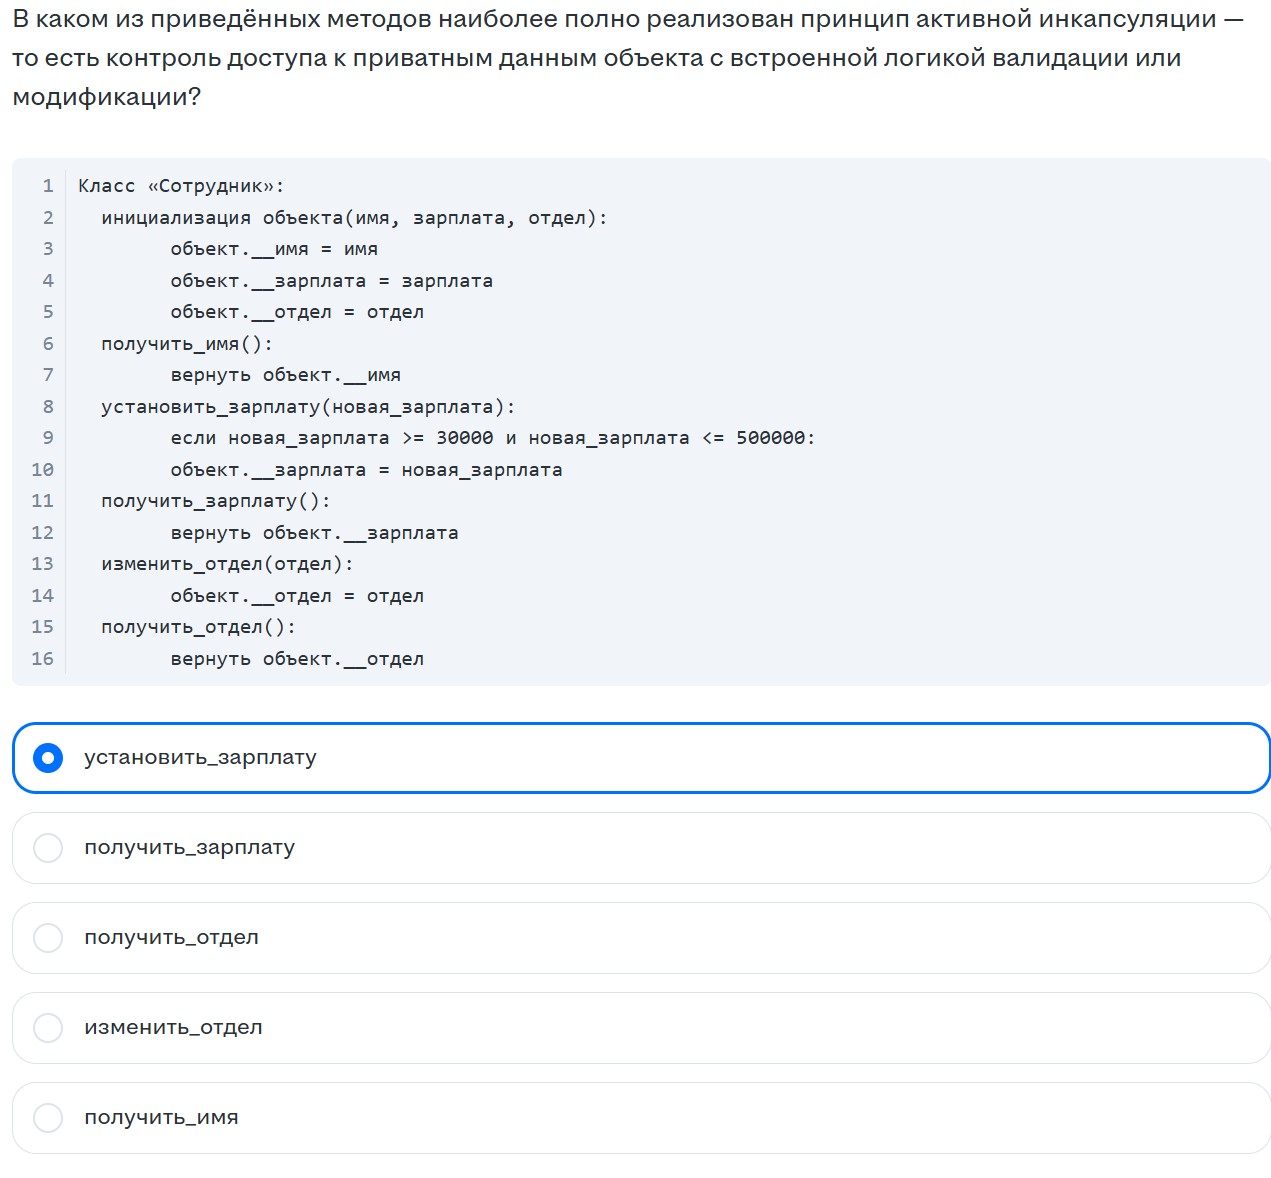 В каком из приведённых методов наиболее полно реализован принцип активной инкапсуляции —
то есть контроль доступа к приватным данным объекта с встроенной логикой валидации или
модификации?
1 Класс «Сотрудник»:
2 инициализация объекта(имя, зарплата, отдел):
3 объект.__имя = имя
4 объект.__зарплата = зарплата
5 объект.__отдел = отдел
6 получить_имя():
7 вернуть объект.__имя
8 установить_зарплату(новая_зарплата):
9 если новая_зарплата >= 30000 и новая_зарплата <= 500000:
10 объект.__зарплата = новая_зарплата
11 получить_зарплату():
12 вернуть объект.__зарплата
13 изменить_отдел(отдел):
14 объект.__отдел = отдел
15 получить_отдел():
16 вернуть объект.__отдел
установить_зарплату
получить_зарплату
получить_отдел
изменить_отдел
получить_имя